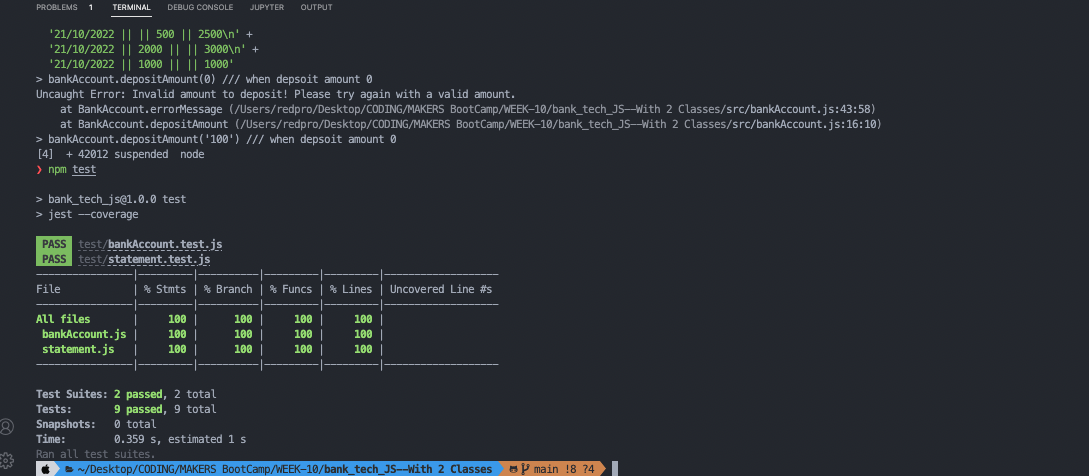 PROBLEMS 1 TERMINAL DEBUG CONSOLE JUPYTER OUTPUT
'21/10/2022 || || 500 || 2500\n' +
'21/10/2022 || 2000 || || 3000\n' +
'21/10/2022 || 1000 || || 1000'
> bankAccount.depositAmount(0) /// when depsoit amount 0
Uncaught Error: Invalid amount to deposit! Please try again with a valid amount.
at BankAccount.errorMessage (/Users/redpro/Desktop/CODING/MAKERS BootCamp/WEEK-10/bank_tech_JS--With 2 Classes/src/bankAccount.js:43:58)
at BankAccount.depositAmount (/Users/redpro/Desktop/CODING/MAKERS BootCamp/WEEK-10/bank_tech_JS--With 2 Classes/src/bankAccount.js:16:10)
> bankAccount.depositAmount('100') /// when depsoit amount 0
[4]  + 42012 suspended  node
❯ npm test
> bank_tech_js@1.0.0 test
> jest --coverage
PASS test/bankAccount.test.js
PASS test/statement.test.js
----------------|---------|----------|---------|---------|-------------------
File            | % Stmts | % Branch | % Funcs | % Lines | Uncovered Line #s
----------------|---------|----------|---------|---------|-------------------
All files       |     100 |      100 |     100 |     100 |
bankAccount.js |     100 |      100 |     100 |     100 |
statement.js   |     100 |      100 |     100 |     100 |
----------------|---------|----------|---------|---------|-------------------
Test Suites: 2 passed, 2 total
Tests:       9 passed, 9 total
Snapshots:   0 total
Time:        0.359 s, estimated 1 s
Ran all test suites.
~/Desktop/CODING/MAKERS BootCamp/WEEK-10/bank_tech_JS--With 2 Classes main !8 ?4